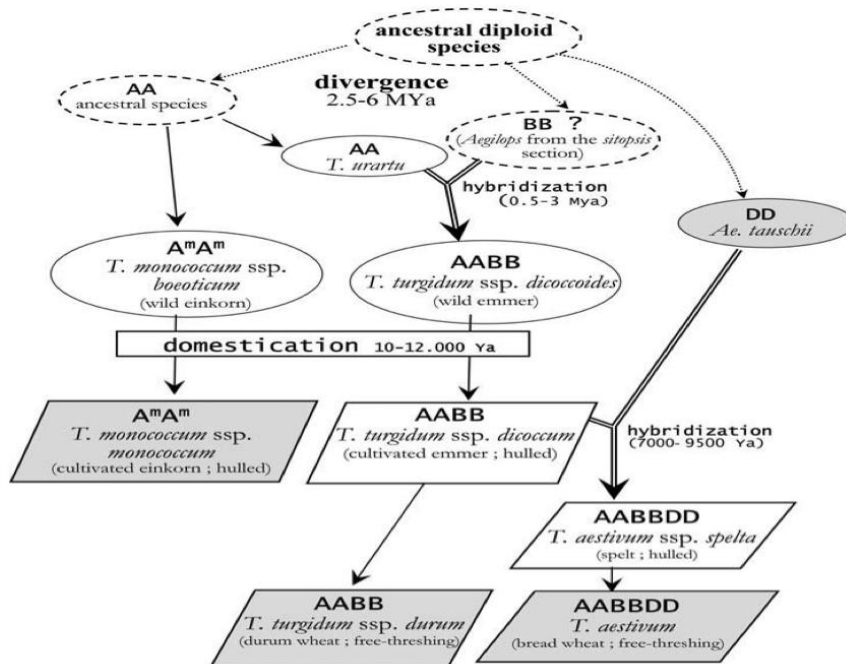 ancestral diploid
species
divergence
2.5-6 MYa
AA
ancestral species
AA
T. urartu
BB ?
(Aegilops from the sitopsis
section)
hybridization
(0.5-3 Mya)
DD
Ae. tauschii
AmAm
T. monococcum ssp.
boeoticum
(wild einkorn)
AABB
T. turgidum ssp. dicoccoides
(wild emmer)
domestication 10-12.000 Ya
AmAm
T. monococcum ssp.
monococcum
(cultivated einkorn ; hulled)
AABB
T. turgidum ssp. dicoccum
(cultivated emmer ; hulled)
hybridization
(7000- 9500 Ya)
AABBDD
T. aestivum ssp. spelta
(spelt ; hulled)
AABB
T. turgidum ssp. durum
(durum wheat ; free-threshing)
AABBDD
T. aestivum
(bread wheat ; free-threshing)